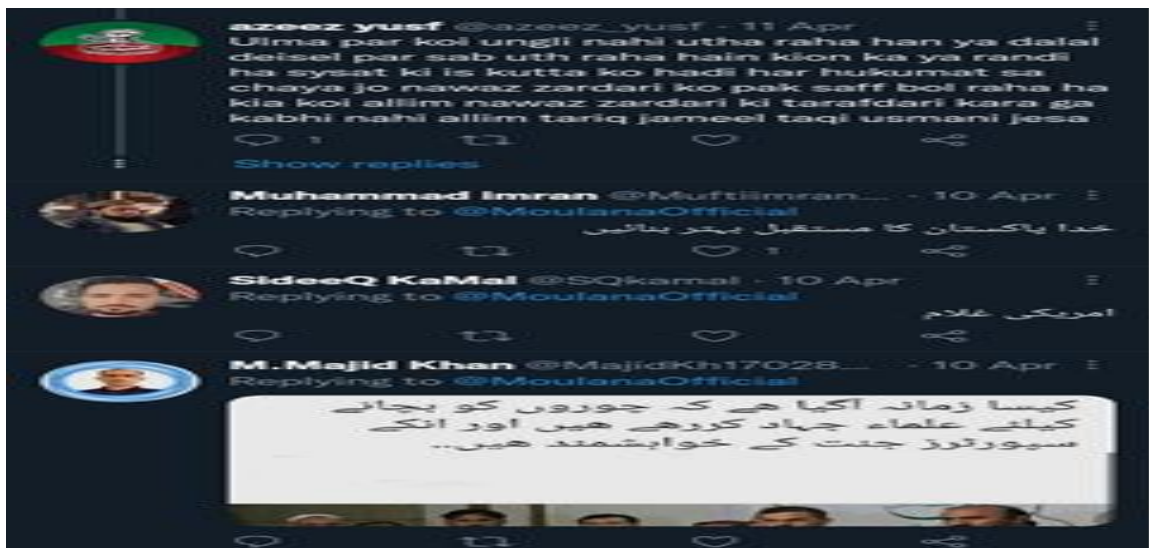 azeez yusf @azeez_yusf · 11 Apr
Ulma par koi ungli nahi utha raha han ya dalal
deisel par sab uth raha hain kion ka ya randi
ha sysat ki is kutta ko hadi har hukumat sa
chaya jo nawaz zardari ko pak saff bol raha ha
kia koi allim nawaz zardari ki tarafdari kara ga
kabhi nahi allim tariq jameel taqi usmani jesa
1
Show replies
Muhammad Imran @Muftiimran... · 10 Apr
Replying to @MoulanaOfficial
خدا پاکستان کا مستقبل بہتر بنائیں
1
SideeQ KaMal @SQkamal · 10 Apr
Replying to @MoulanaOfficial
امریکی غلام
M.Majid Khan @MajidKh17028... · 10 Apr
Replying to @MoulanaOfficial
کیسا زمانہ آگیا ھے کہ چوروں کو بچانے
کیلئے علماء جہاد کررھے ھیں اور انکے
سپورٹرز جنت کے خواہشمند ھیں..